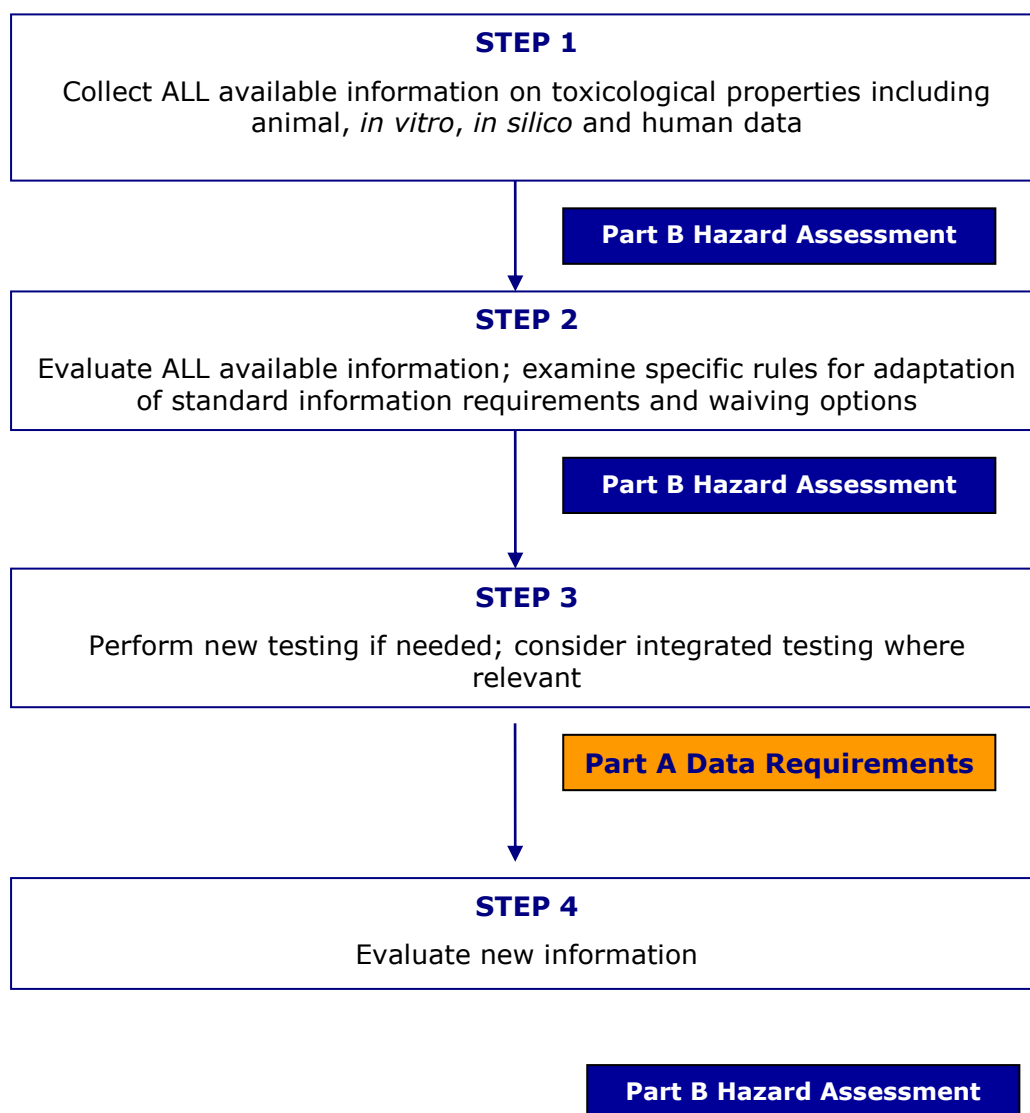 STEP 1
Collect ALL available information on toxicological properties including
animal, in vitro, in silico and human data
Part B Hazard Assessment
STEP 2
Evaluate ALL available information; examine specific rules for adaptation
of standard information requirements and waiving options
Part B Hazard Assessment
STEP 3
Perform new testing if needed; consider integrated testing where
relevant
Part A Data Requirements
STEP 4
Evaluate new information
Part B Hazard Assessment